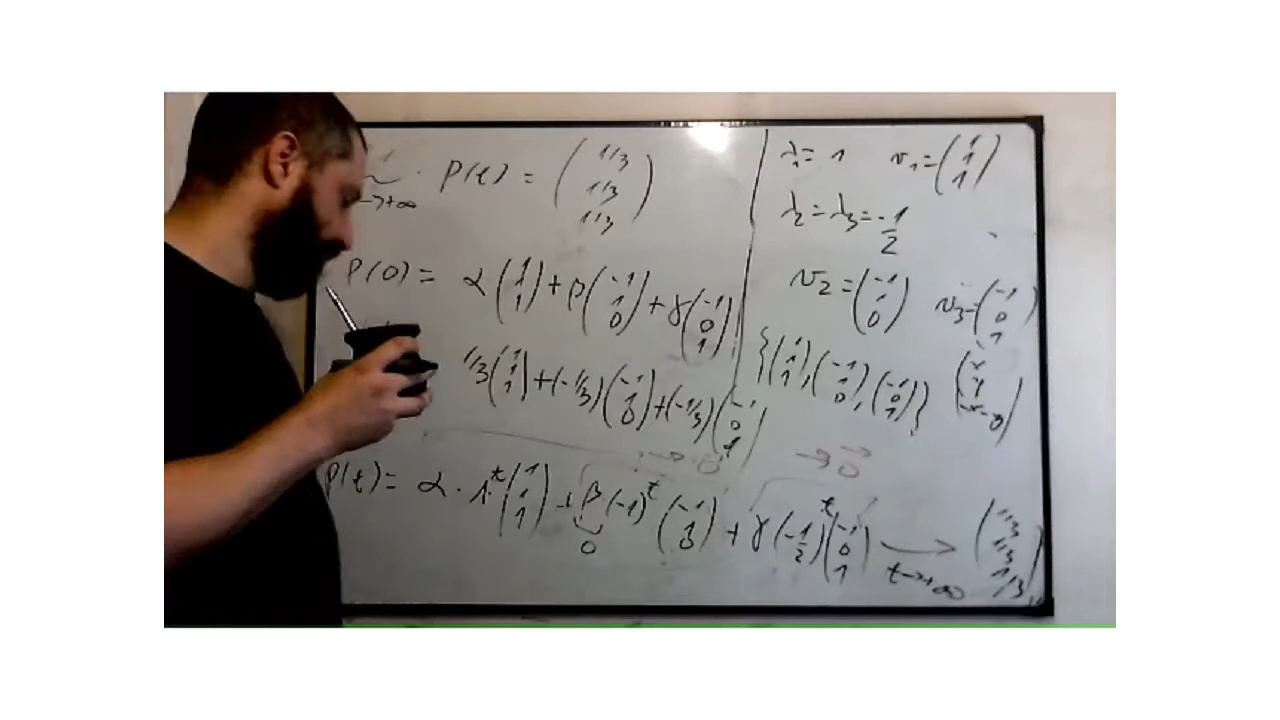 →+∞ P(t) = (1/3 1/3 1/3)
P(0) = α(1 1 1) + β(-1 1 0) + γ(-1 0 1)
1/3(1 1 1) + (-1/3)(-1 1 0) + (-1/3)(-1 0 1)
→ 0
P(t) = α · 1^t (1 1 1) + β(-1)^t (-1 1 0) + γ(-1/2)^t (-1 0 1) → t→+∞ (1/3 1/3 1/3)
0
λ₁ = 1 v₁ = (1 1 1)
λ₂ = λ₃ = -1/2
v₂ = (-1 1 0) v₃ = (-1 0 1)
{(1 1 1), (-1 1 0), (-1 0 1)}
→ 0